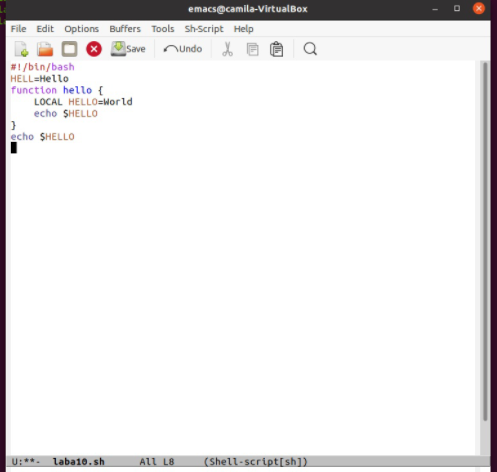 emacs@camila-VirtualBox
File Edit Options Buffers Tools Sh-Script Help
Save Undo
#!/bin/bash
HELL=Hello
function hello {
    LOCAL HELLO=World
    echo $HELLO
}
echo $HELLO
U:**- laba10.sh All L8 (Shell-script[sh])